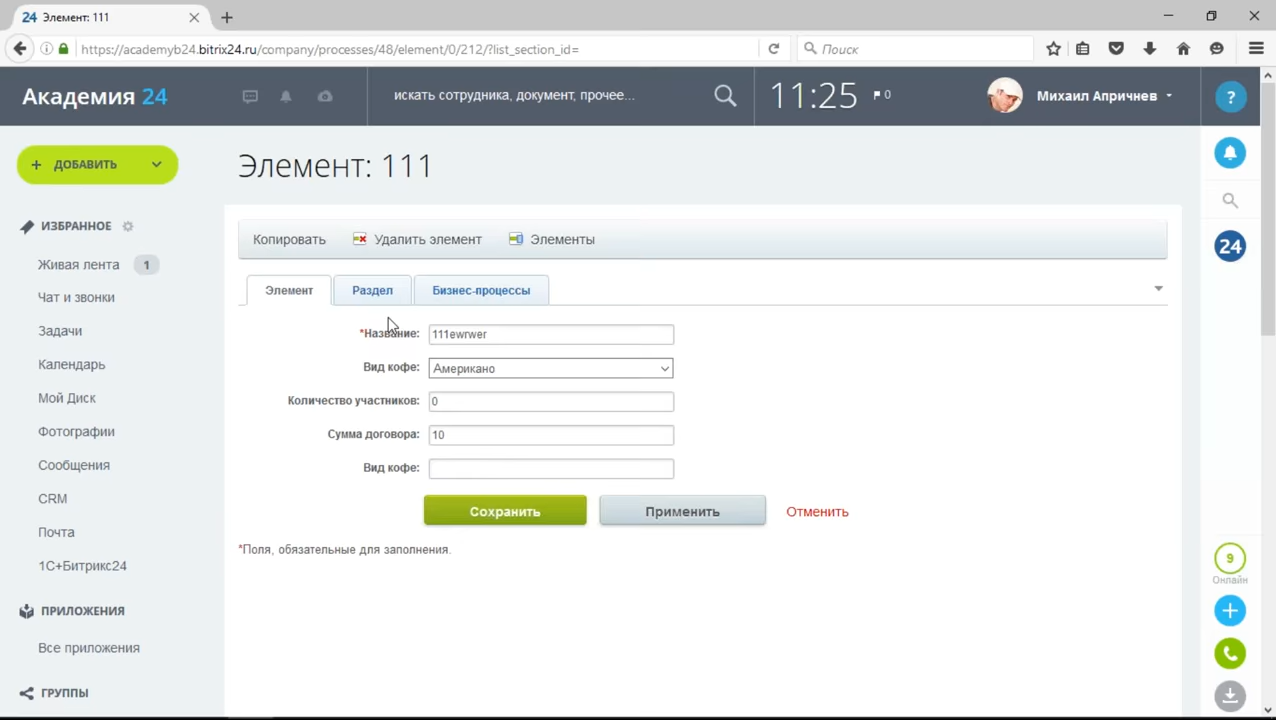 24 Элемент: 111
https://academyb24.bitrix24.ru/company/processes/48/element/0/212/?list_section_id=
Поиск
Академия 24
искать сотрудника, документ, прочее...
11:25
0
Михаил Апричнев
?
+ ДОБАВИТЬ
Элемент: 111
ИЗБРАННОЕ
Живая лента 1
Чат и звонки
Задачи
Календарь
Мой Диск
Фотографии
Сообщения
CRM
Почта
1С+Битрикс24
ПРИЛОЖЕНИЯ
Все приложения
ГРУППЫ
Копировать Удалить элемент Элементы
Элемент Раздел Бизнес-процессы
*Название: 111ewrwer
Вид кофе: Американо
Количество участников: 0
Сумма договора: 10
Вид кофе:
Сохранить Применить Отменить
*Поля, обязательные для заполнения.
24
9
Онлайн